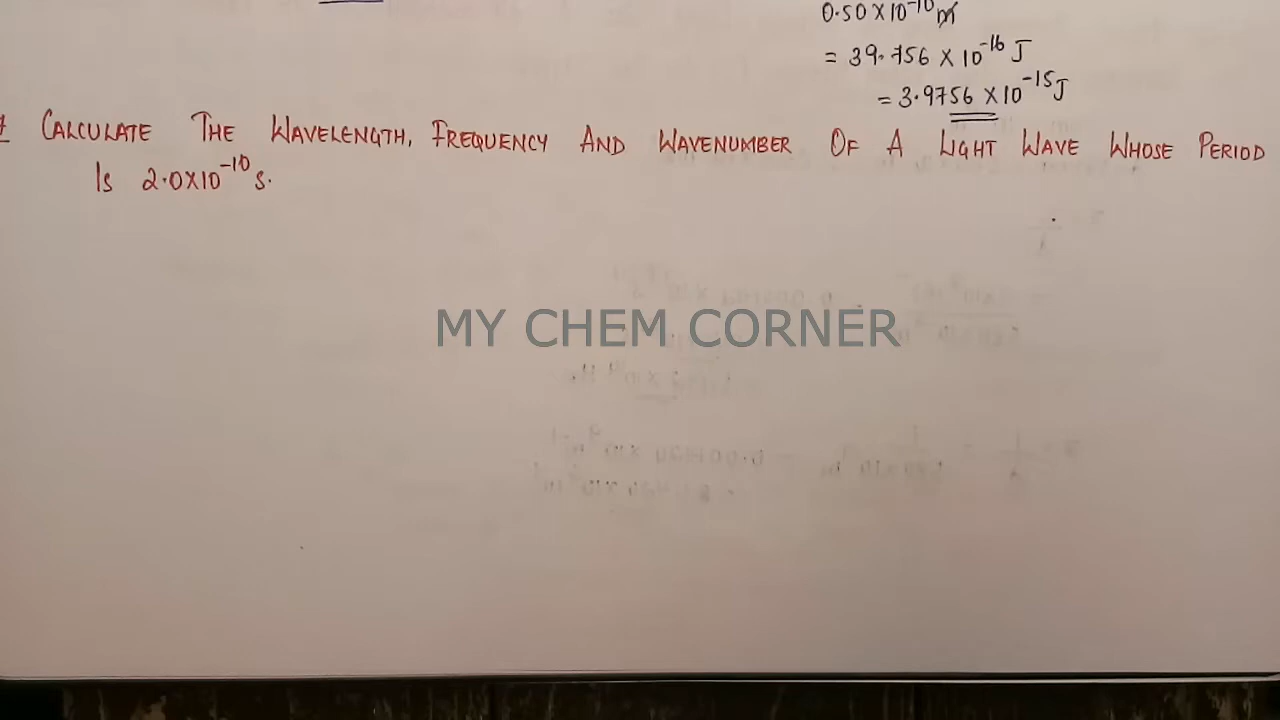 0.50 X 10-10 m
= 39.756 X 10-16 J
= 3.9756 X 10-15 J
CALCULATE THE WAVELENGTH, FREQUENCY AND WAVENUMBER OF A LIGHT WAVE WHOSE PERIOD
IS 2.0X10-10 s.
MY CHEM CORNER